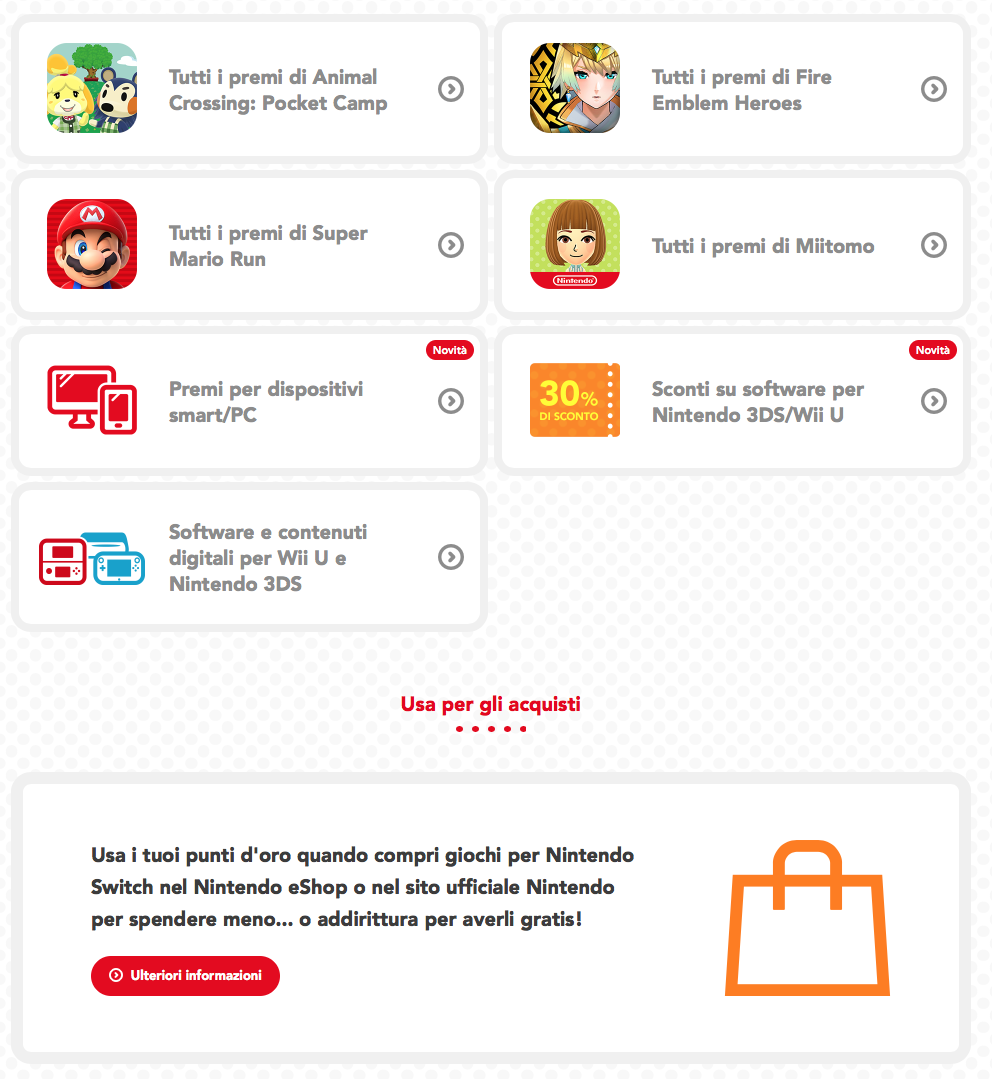 Tutti i premi di Animal
Crossing: Pocket Camp
Tutti i premi di Fire
Emblem Heroes
M
Tutti i premi di Super
Mario Run
Nintendo
Tutti i premi di Miitomo
Novità
Premi per dispositivi
smart/PC
Novità
30%
DI SCONTO
Sconti su software per
Nintendo 3DS/Wii U
Software e contenuti
digitali per Wii U e
Nintendo 3DS
Usa per gli acquisti
Usa i tuoi punti d'oro quando compri giochi per Nintendo
Switch nel Nintendo eShop o nel sito ufficiale Nintendo
per spendere meno... o addirittura per averli gratis!
Ulteriori informazioni